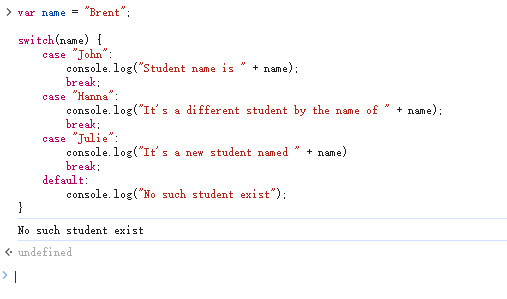 var name = "Brent";
switch(name) {
case "John":
console.log("Student name is " + name);
break;
case "Hanna":
console.log("It's a different student by the name of " + name);
break;
case "Julie":
console.log("It's a new student named " + name)
break;
default:
console.log("No such student exist");
}
No such student exist
undefined